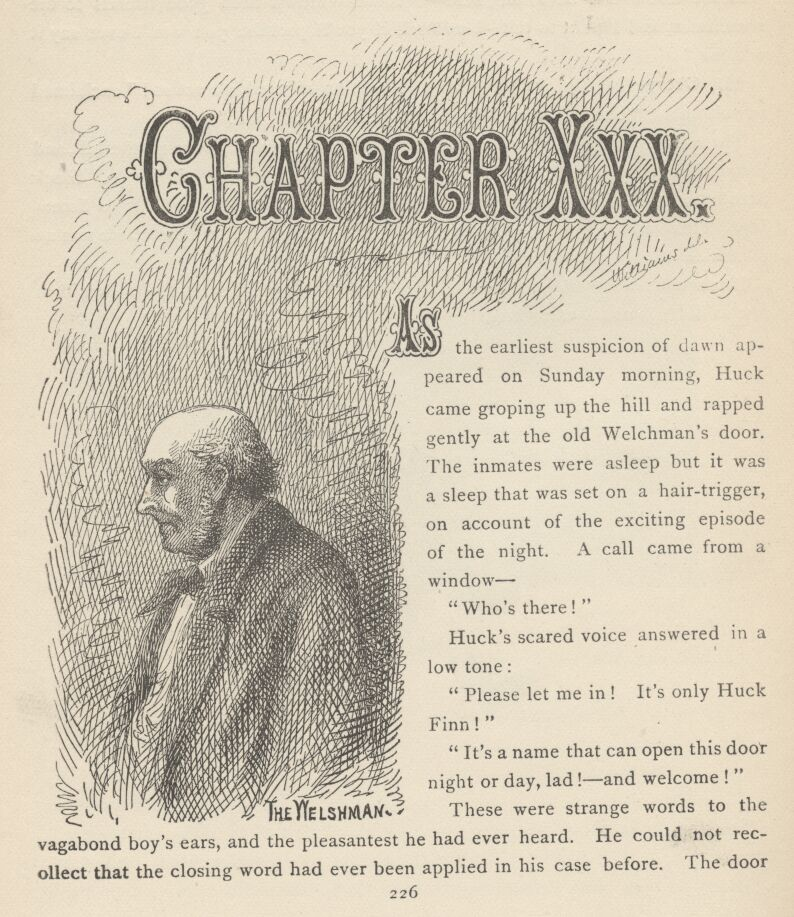 CHAPTER XXX.
Williams del.
AS the earliest suspicion of dawn ap-
peared on Sunday morning, Huck
came groping up the hill and rapped
gently at the old Welchman's door.
The inmates were asleep but it was
a sleep that was set on a hair-trigger,
on account of the exciting episode
of the night. A call came from a
window—
"Who's there!"
Huck's scared voice answered in a
low tone:
"Please let me in! It's only Huck
Finn!"
"It's a name that can open this door
night or day, lad!—and welcome!"
These were strange words to the
vagabond boy's ears, and the pleasantest he had ever heard. He could not rec-
ollect that the closing word had ever been applied in his case before. The door
THE WELSHMAN.
226